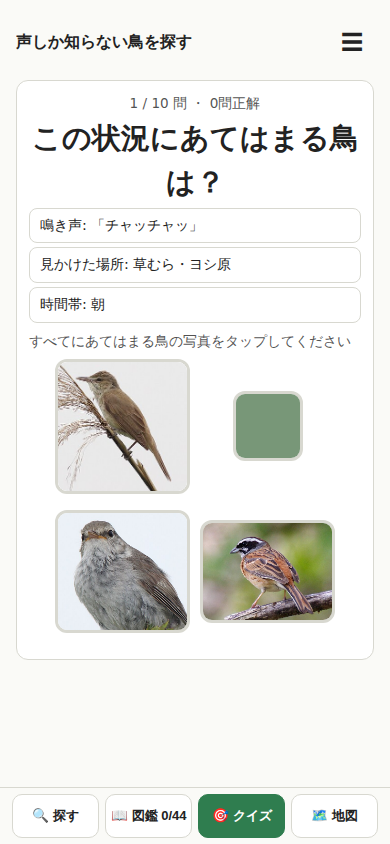 声しか知らない鳥を探す
1 / 10 問 ・ 0問正解
この状況にあてはまる鳥
は？
鳴き声: 「チャッチャッ」
見かけた場所: 草むら・ヨシ原
時間帯: 朝
すべてにあてはまる鳥の写真をタップしてください
探す
図鑑 0/44
クイズ
地図